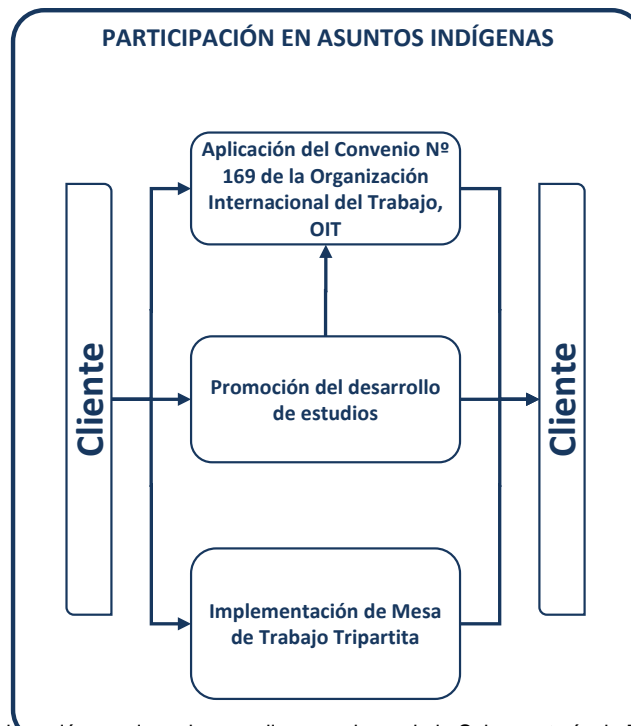 PARTICIPACIÓN EN ASUNTOS INDÍGENAS
Aplicación del Convenio Nº
169 de la Organización
Internacional del Trabajo,
OIT
Cliente
Promoción del desarrollo
de estudios
Cliente
Implementación de Mesa
de Trabajo Tripartita